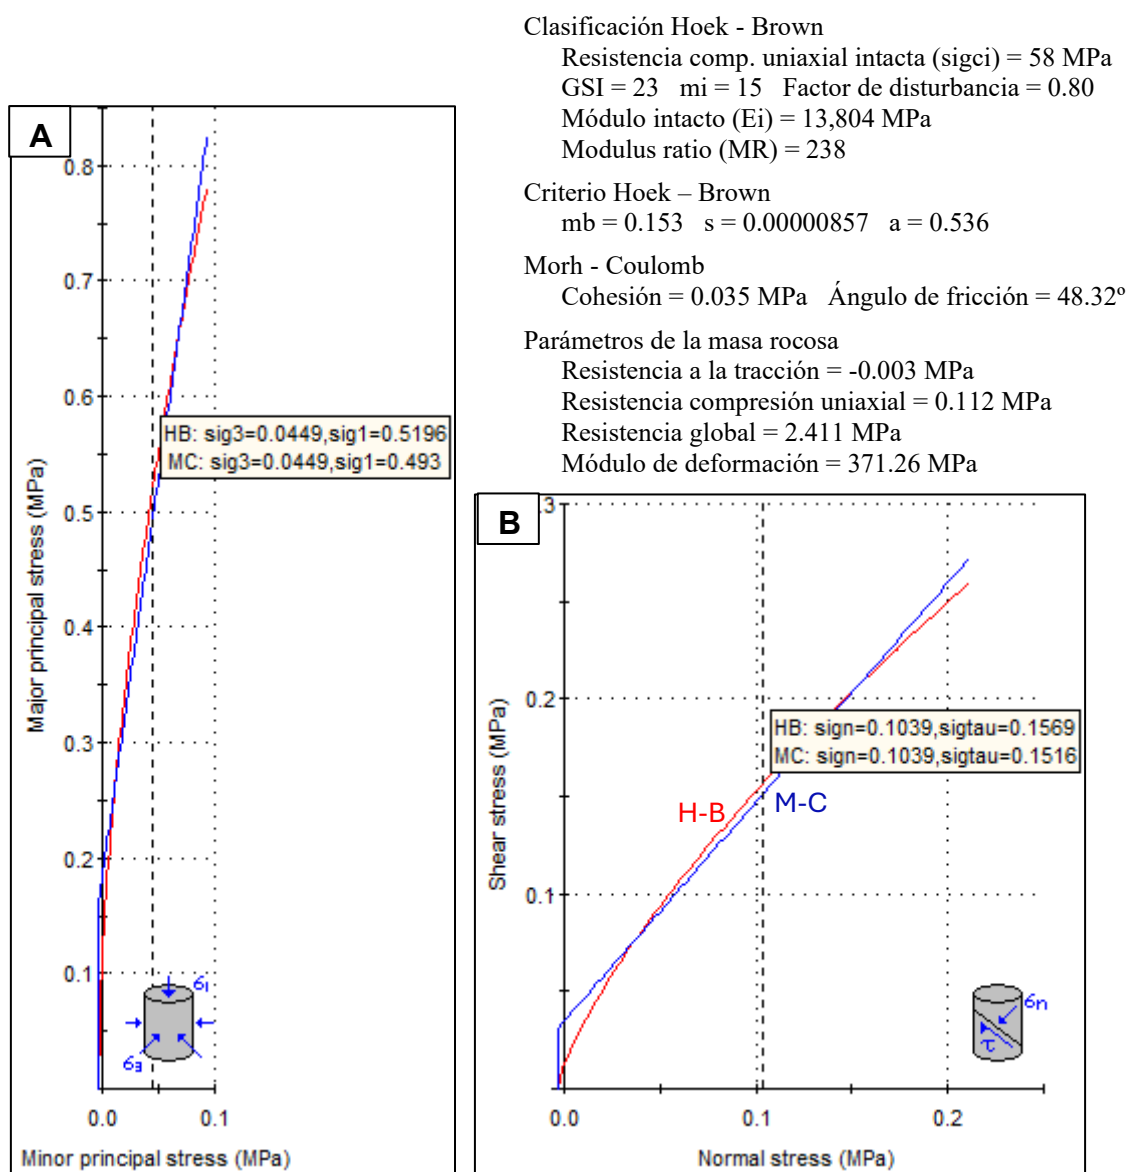 Clasificación Hoek - Brown
Resistencia comp. uniaxial intacta (sigci) = 58 MPa
GSI = 23 mi = 15 Factor de disturbancia = 0.80
Módulo intacto (Ei) = 13,804 MPa
Modulus ratio (MR) = 238
Criterio Hoek – Brown
mb = 0.153 s = 0.00000857 a = 0.536
Morh - Coulomb
Cohesión = 0.035 MPa Ángulo de fricción = 48.32º
Parámetros de la masa rocosa
Resistencia a la tracción = -0.003 MPa
Resistencia compresión uniaxial = 0.112 MPa
Resistencia global = 2.411 MPa
Módulo de deformación = 371.26 MPa
A
0.8
0.7
0.6
0.5
0.4
0.3
0.2
0.1
Major principal stress (MPa)
HB: sig3=0.0449,sig1=0.5196
MC: sig3=0.0449,sig1=0.493
σ1
σ3
0.0 0.1
Minor principal stress (MPa)
B
.3
0.2
0.1
Shear stress (MPa)
HB: sign=0.1039,sigtau=0.1569
MC: sign=0.1039,sigtau=0.1516
H-B
M-C
σn
τ
0.0 0.1 0.2
Normal stress (MPa)